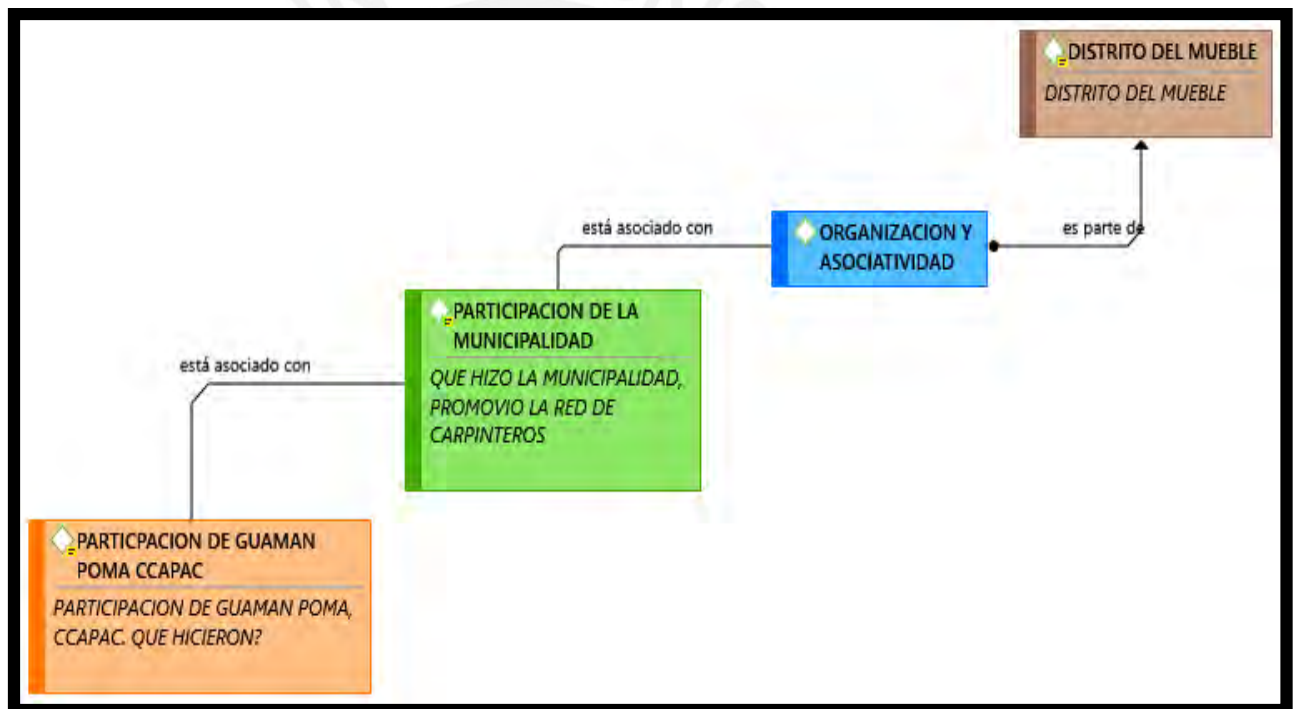 DISTRITO DEL MUEBLE
DISTRITO DEL MUEBLE
está asociado con
ORGANIZACION Y
ASOCIATIVIDAD
es parte de
PARTICIPACION DE LA
MUNICIPALIDAD
QUE HIZO LA MUNICIPALIDAD,
PROMOVIO LA RED DE
CARPINTEROS
está asociado con
PARTICPACION DE GUAMAN
POMA CCAPAC
PARTICIPACION DE GUAMAN POMA,
CCAPAC. QUE HICIERON?